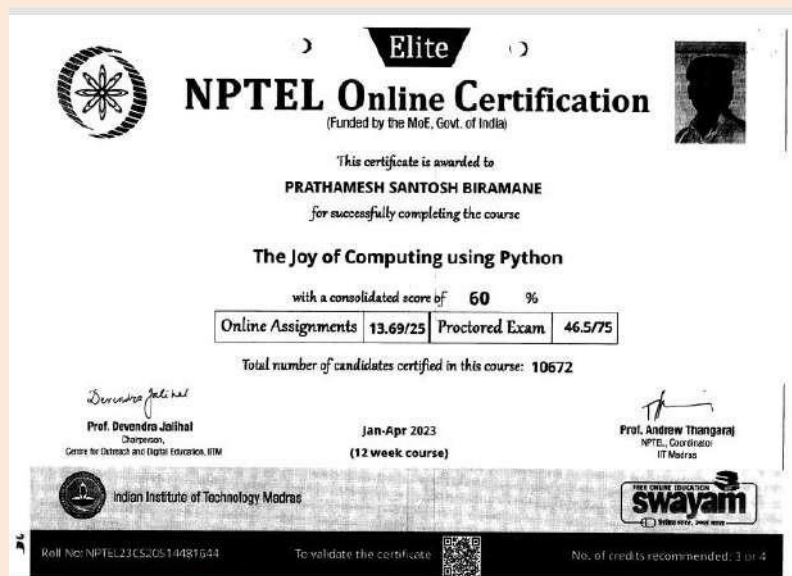 Elite
NPTEL Online Certification
(Funded by the MoE, Govt. of India)
This certificate is awarded to
PRATHAMESH SANTOSH BIRAMANE
for successfully completing the course
The Joy of Computing using Python
with a consolidated score of 60 %
Online Assignments 13.69/25 Proctored Exam 46.5/75
Total number of candidates certified in this course: 10672
Devendra Jalihal
Prof. Devendra Jalihal
Chairperson,
Centre for Outreach and Digital Education, IITM
Jan-Apr 2023
(12 week course)
Prof. Andrew Thangaraj
NPTEL, Coordinator
IIT Madras
Indian Institute of Technology Madras
FREE ONLINE EDUCATION
swayam
Roll No: NPTEL23CS20S14481644
To validate the certificate
No. of credits recommended: 3 or 4